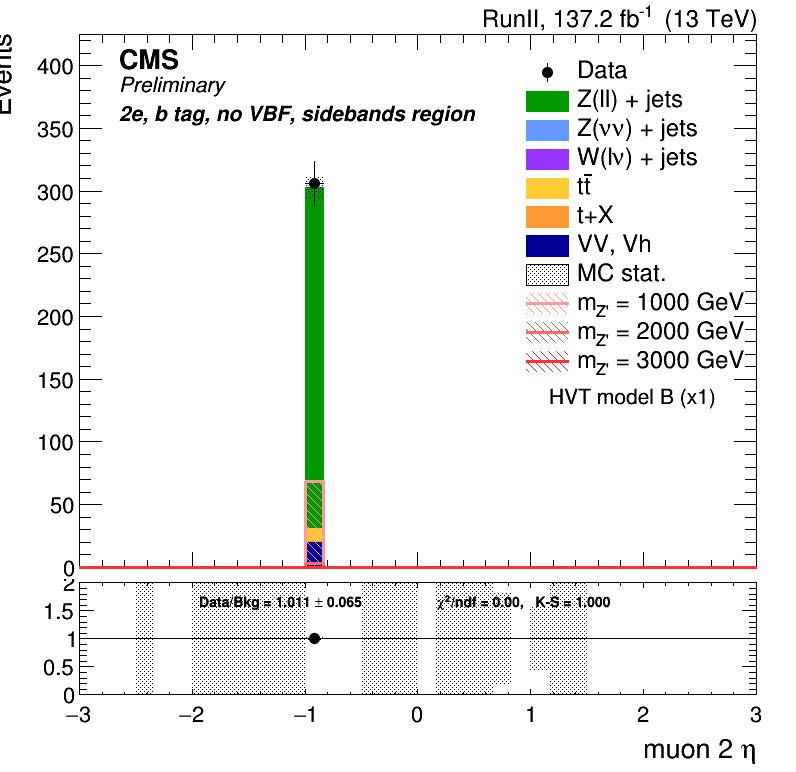 RunII, 137.2 fb⁻¹ (13 TeV)
Events
CMS
Preliminary
2e, b tag, no VBF, sidebands region
Data
Z(ll) + jets
Z(νν) + jets
W(lν) + jets
tt̄
t+X
VV, Vh
MC stat.
m_Z' = 1000 GeV
m_Z' = 2000 GeV
m_Z' = 3000 GeV
HVT model B (x1)
400
350
300
250
200
150
100
50
0
2
1.5
1
0.5
0
Data/Bkg = 1.011 ± 0.065
χ²/ndf = 0.00, K-S = 1.000
−3
−2
−1
0
1
2
3
muon 2 η